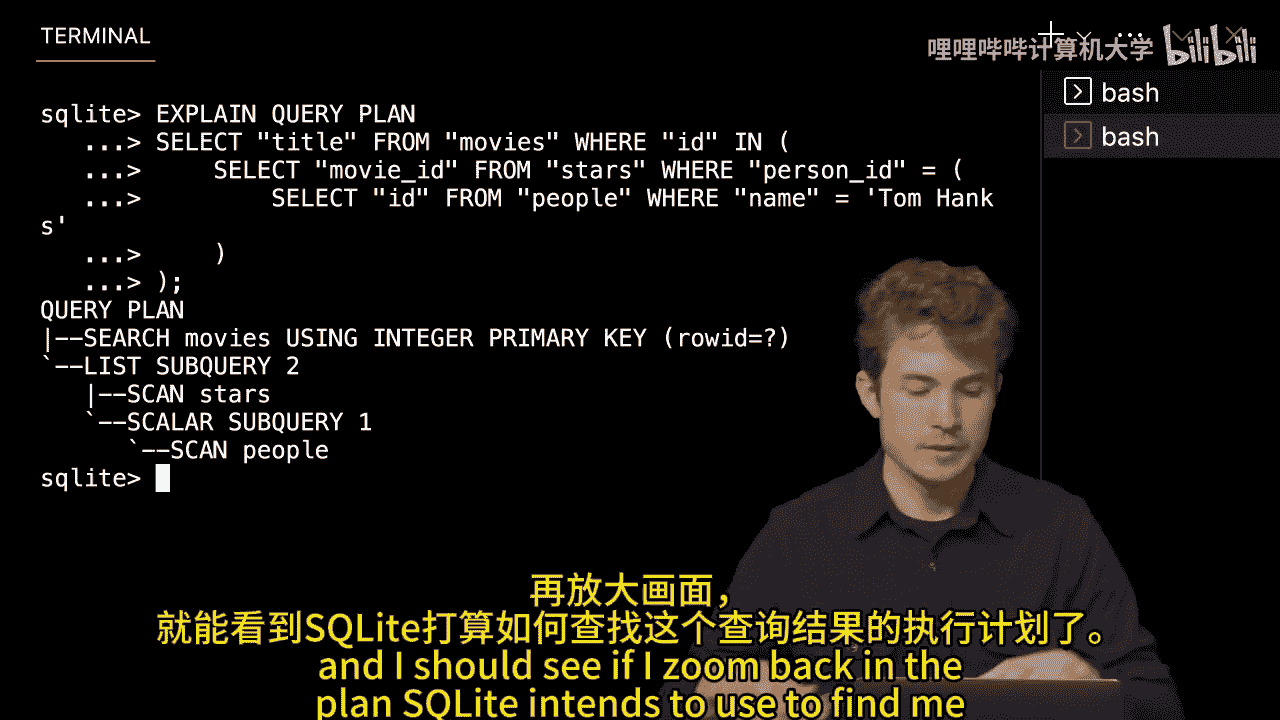 TERMINAL
哔哩哔哔计算机大学 bilibili
bash
bash
sqlite> EXPLAIN QUERY PLAN
...> SELECT "title" FROM "movies" WHERE "id" IN (
...> SELECT "movie_id" FROM "stars" WHERE "person_id" = (
...> SELECT "id" FROM "people" WHERE "name" = 'Tom Hank
s'
...> )
...> );
QUERY PLAN
|--SEARCH movies USING INTEGER PRIMARY KEY (rowid=?)
`--LIST SUBQUERY 2
|--SCAN stars
`--SCALAR SUBQUERY 1
`--SCAN people
sqlite>
再放大画面，
就能看到SQLite打算如何查找这个查询结果的执行计划了。
and I should see if I zoom back in the
plan SQLite intends to use to find me